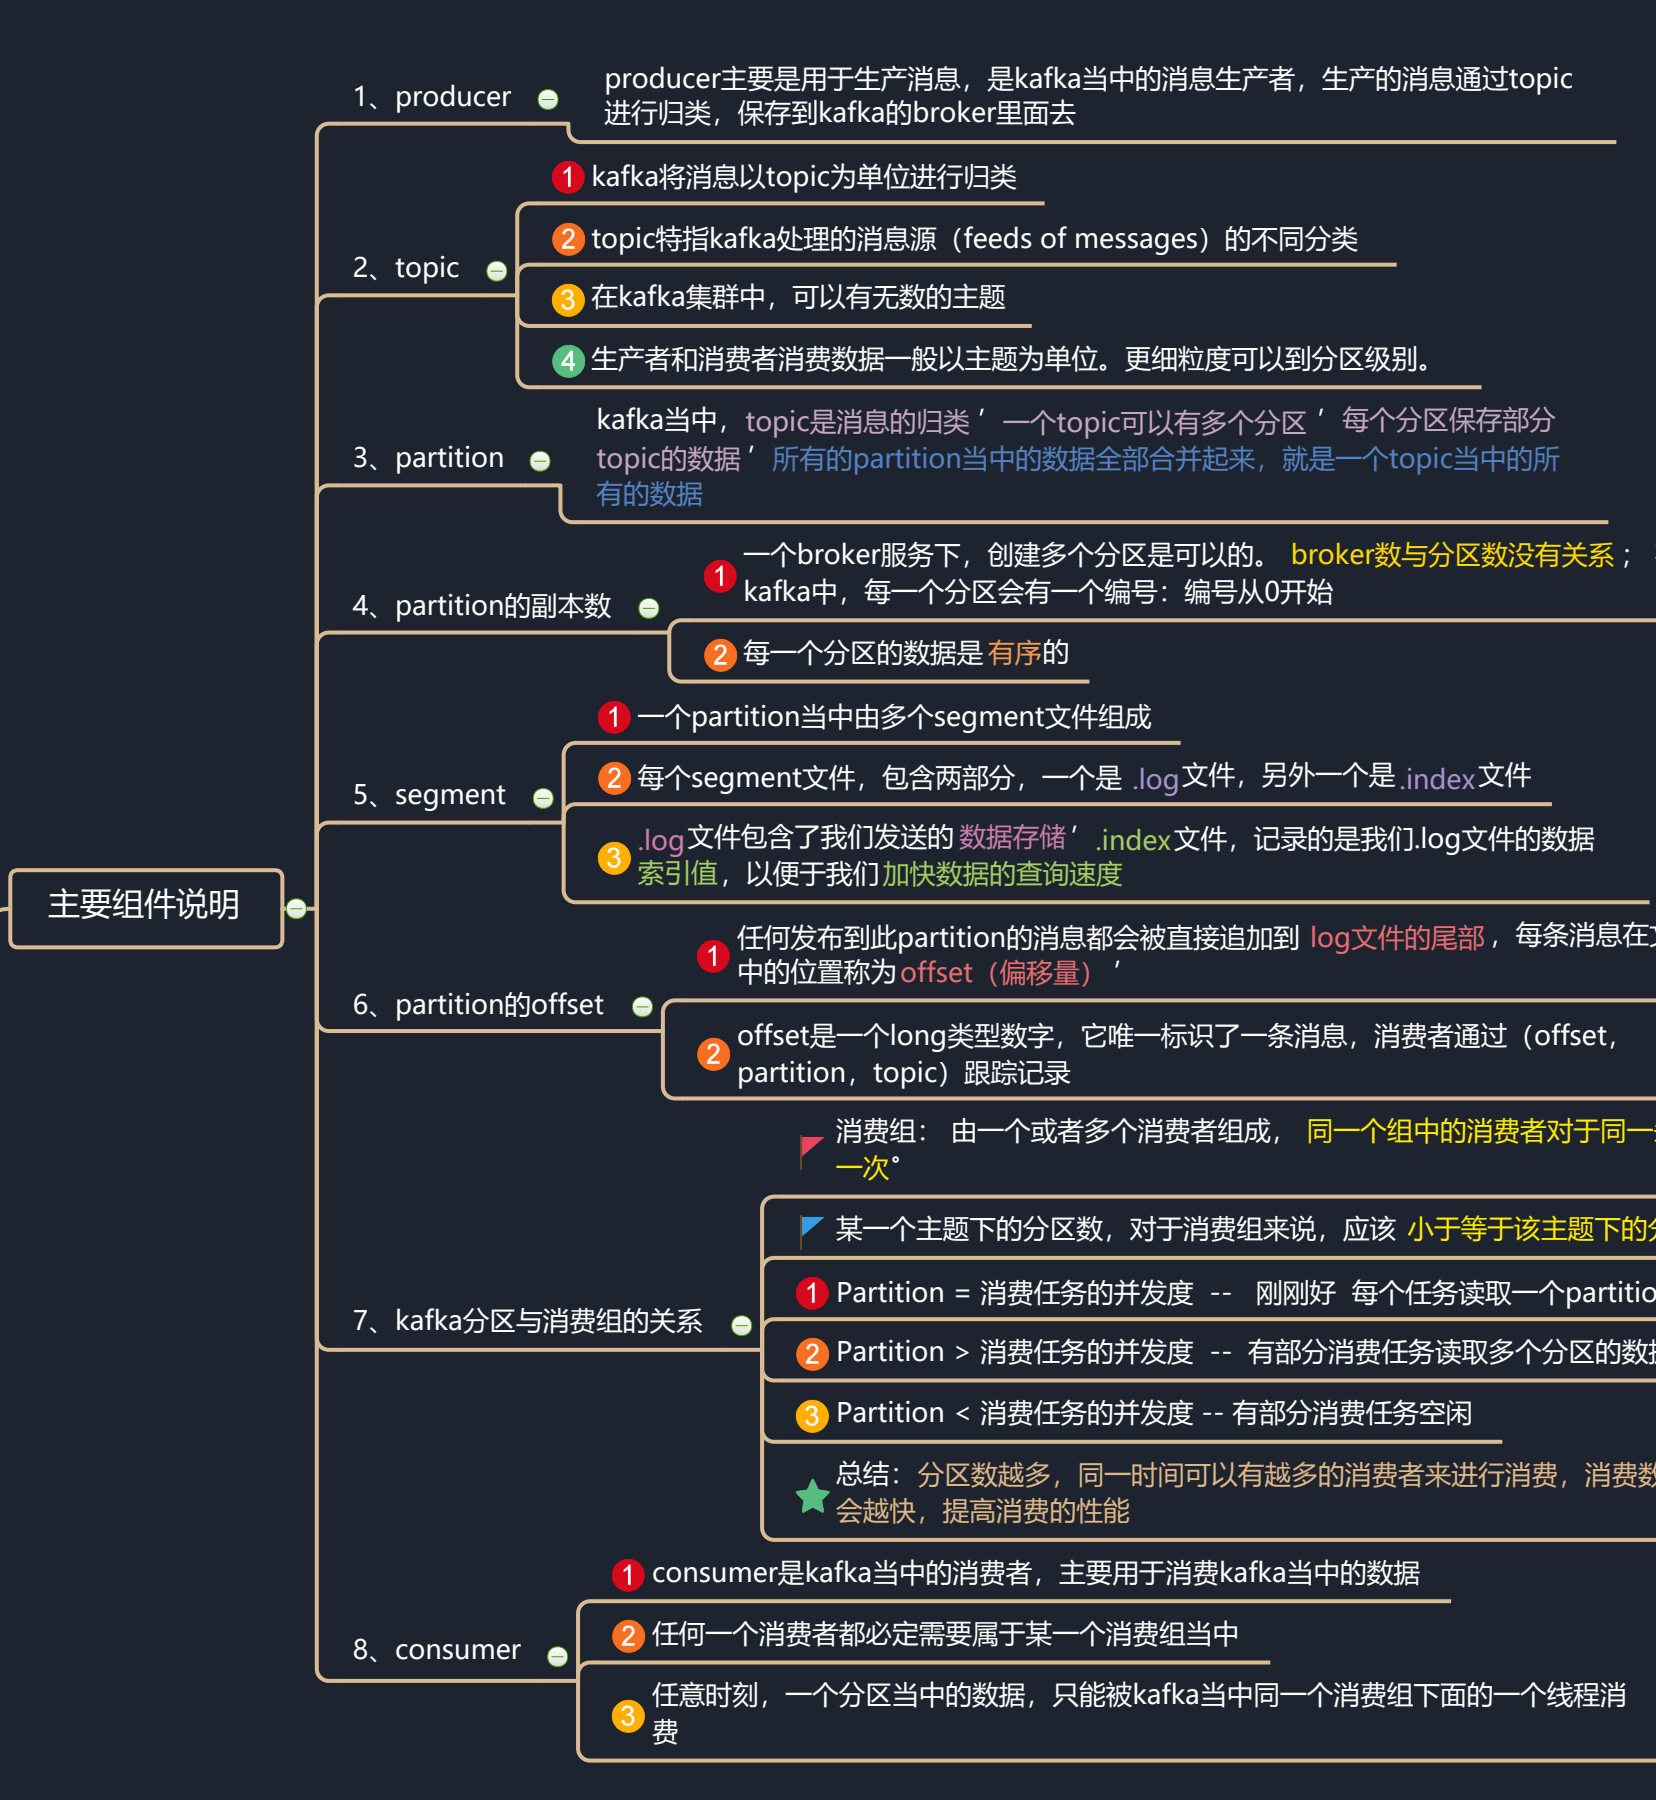 主要组件说明
1、producer
producer主要是用于生产消息，是kafka当中的消息生产者，生产的消息通过topic
进行归类，保存到kafka的broker里面去
2、topic
1 kafka将消息以topic为单位进行归类
2 topic特指kafka处理的消息源（feeds of messages）的不同分类
3 在kafka集群中，可以有无数的主题
4 生产者和消费者消费数据一般以主题为单位。更细粒度可以到分区级别。
3、partition
kafka当中，topic是消息的归类，一个topic可以有多个分区，每个分区保存部分
topic的数据，所有的partition当中的数据全部合并起来，就是一个topic当中的所
有的数据
4、partition的副本数
1 一个broker服务下，创建多个分区是可以的。 broker数与分区数没有关系；
kafka中，每一个分区会有一个编号：编号从0开始
2 每一个分区的数据是有序的
5、segment
1 一个partition当中由多个segment文件组成
2 每个segment文件，包含两部分，一个是 .log文件，另外一个是.index文件
3 .log文件包含了我们发送的数据存储，.index文件，记录的是我们.log文件的数据
索引值，以便于我们加快数据的查询速度
6、partition的offset
1 任何发布到此partition的消息都会被直接追加到 log文件的尾部，每条消息在
中的位置称为offset（偏移量），
2 offset是一个long类型数字，它唯一标识了一条消息，消费者通过（offset，
partition，topic）跟踪记录
7、kafka分区与消费组的关系
消费组： 由一个或者多个消费者组成， 同一个组中的消费者对于同一
一次。
某一个主题下的分区数，对于消费组来说，应该 小于等于该主题下的
1 Partition = 消费任务的并发度 -- 刚刚好 每个任务读取一个partitio
2 Partition > 消费任务的并发度 -- 有部分消费任务读取多个分区的数
3 Partition < 消费任务的并发度 -- 有部分消费任务空闲
总结：分区数越多，同一时间可以有越多的消费者来进行消费，消费数
会越快，提高消费的性能
8、consumer
1 consumer是kafka当中的消费者，主要用于消费kafka当中的数据
2 任何一个消费者都必定需要属于某一个消费组当中
3 任意时刻，一个分区当中的数据，只能被kafka当中同一个消费组下面的一个线程消
费